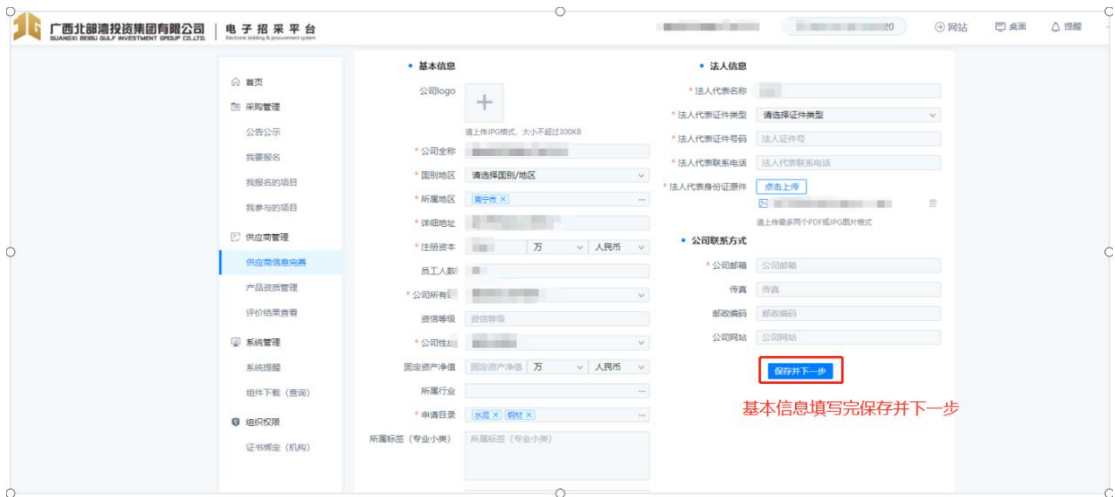 广西北部湾投资集团有限公司
GUANGXI BEIBU GULF INVESTMENT GROUP CO.,LTD.
电子招采平台
Electronic bidding & procurement system
20
网站
桌面
提醒
首页
采购管理
公告公示
我要报名
我报名的项目
我参与的项目
供应商管理
供应商信息完善
产品资质管理
评价结果查看
系统管理
系统提醒
组件下载（查询）
组织权限
证书绑定（机构）
基本信息
公司logo
请上传JPG格式，大小不超过300KB
* 公司全称
* 国别地区 请选择国别/地区
* 所属地区 南宁市 ×
* 详细地址
* 注册资本 万 人民币
员工人数
* 公司所有
资信等级 资信等级
* 公司性
固定资产净值 固定资产净值 万 人民币
所属行业
* 申请目录 水泥 × 钢材 ×
所属标签（专业小类） 所属标签（专业小类）
法人信息
* 法人代表名称
* 法人代表证件类型 请选择证件类型
* 法人代表证件号码 法人证件号
* 法人代表联系电话 法人代表联系电话
* 法人代表身份证原件 点击上传
请上传最多两个PDF或JPG图片格式
公司联系方式
* 公司邮箱 公司邮箱
传真 传真
邮政编码 邮政编码
公司网站 公司网站
保存并下一步
基本信息填写完保存并下一步